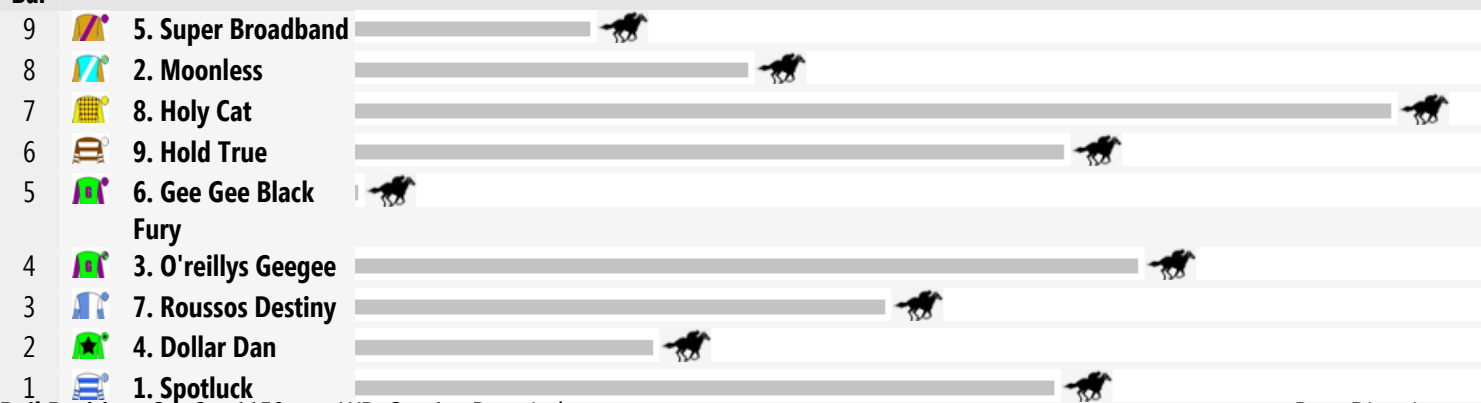 Bar
9 5. Super Broadband
8 2. Moonless
7 8. Holy Cat
6 9. Hold True
5 G 6. Gee Gee Black
Fury
4 G 3. O'reillys Geegee
3 7. Roussos Destiny
2 4. Dollar Dan
1 1. Spotluck